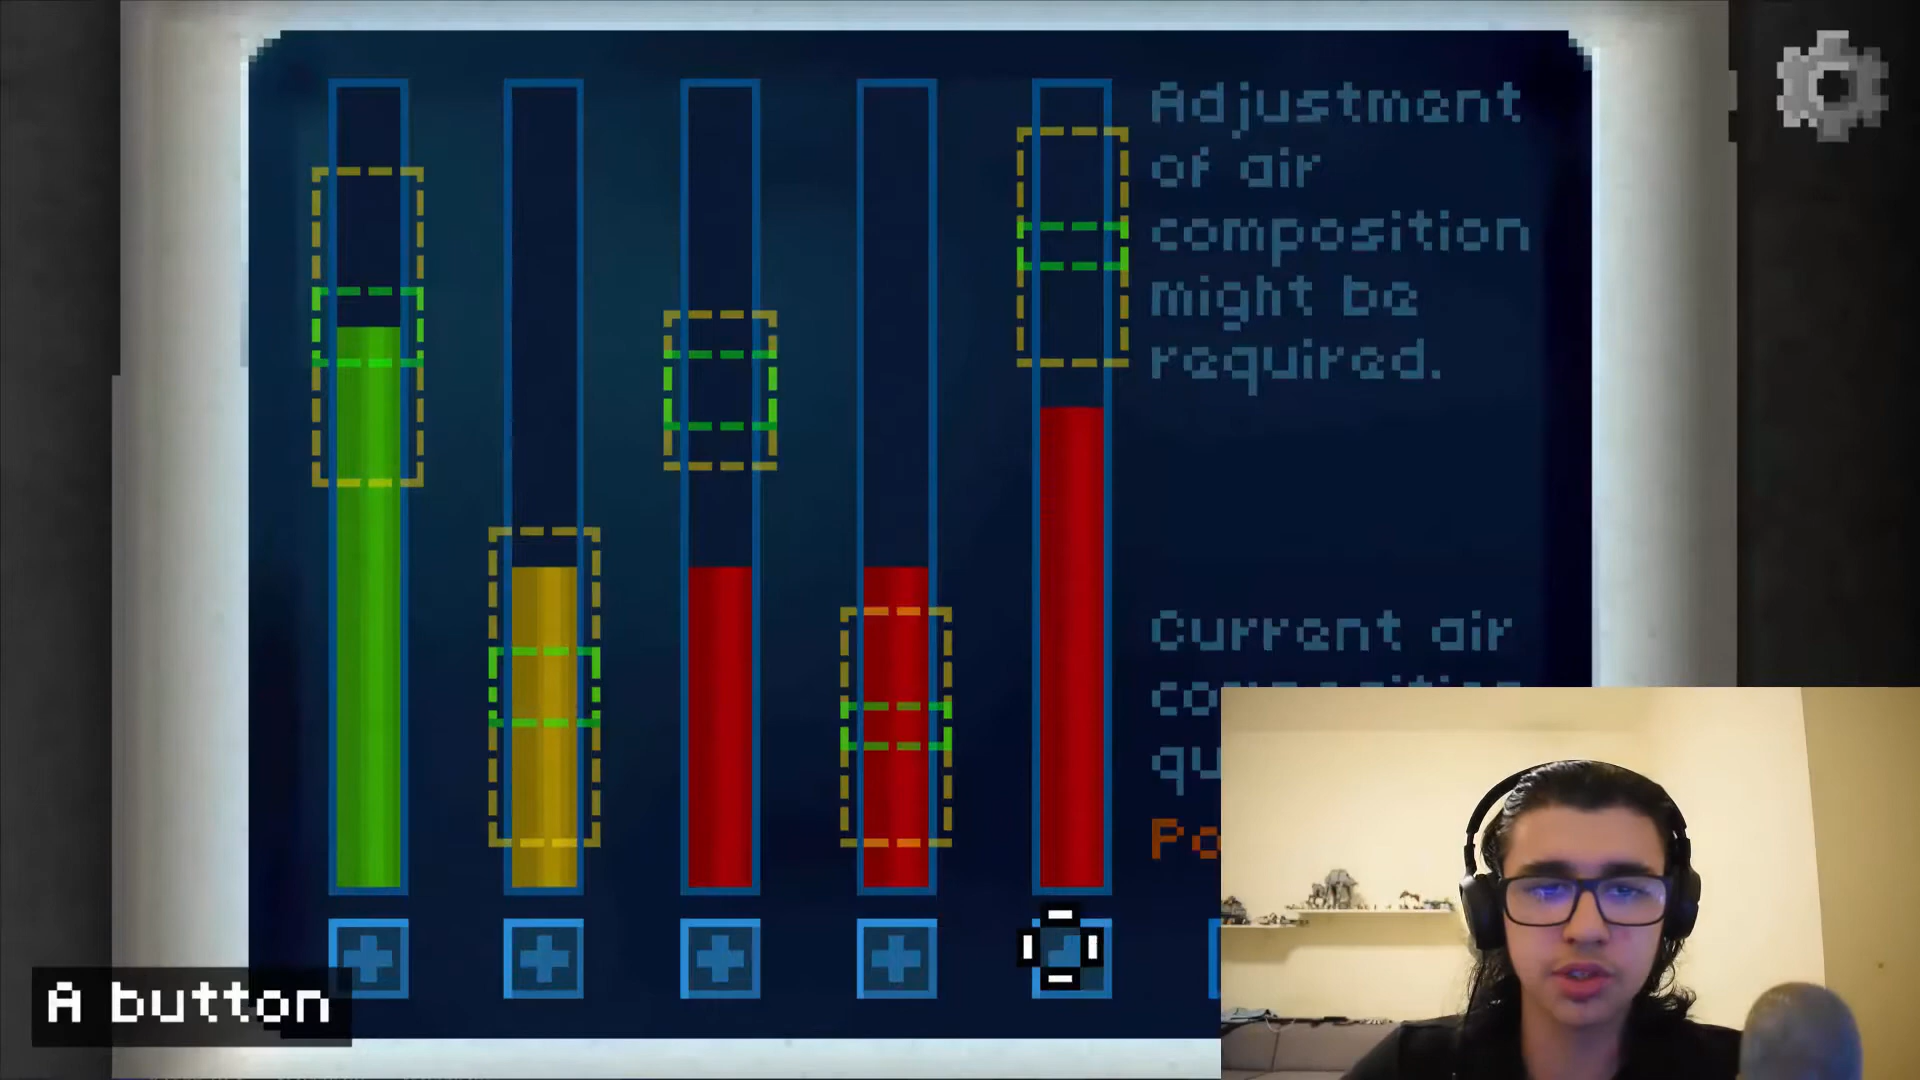 Adjustment
of air
composition
might be
required.
Current air
A button